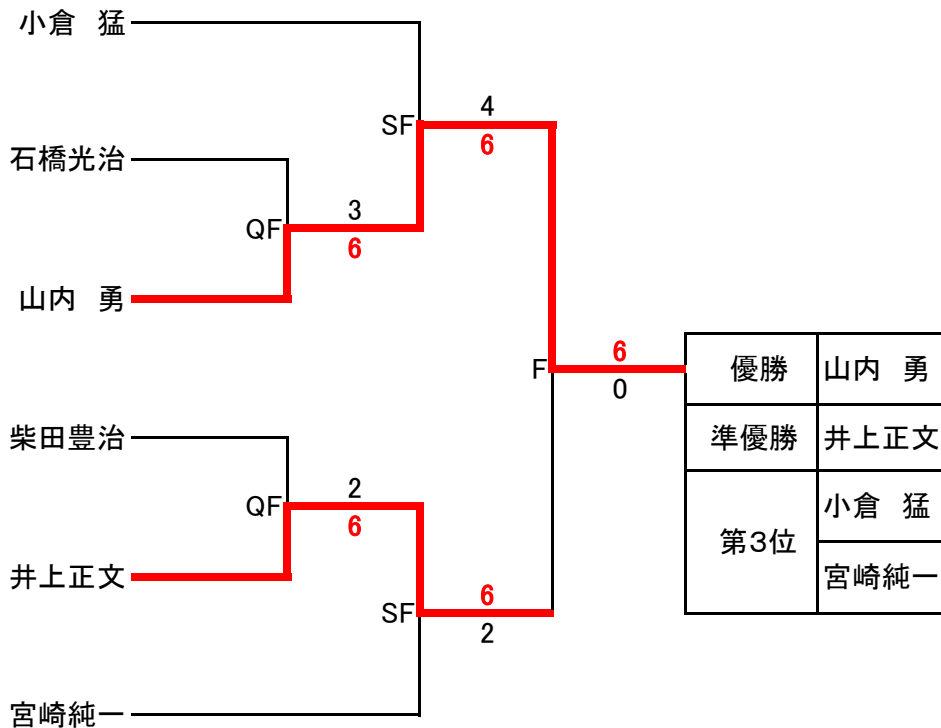 小倉　猛
4
SF
6
石橋光治
3
QF
6
山内　勇
6
F
0
優勝 山内　勇
準優勝 井上正文
第3位
小倉　猛
宮崎純一
柴田豊治
2
QF
6
井上正文
6
SF
2
宮崎純一